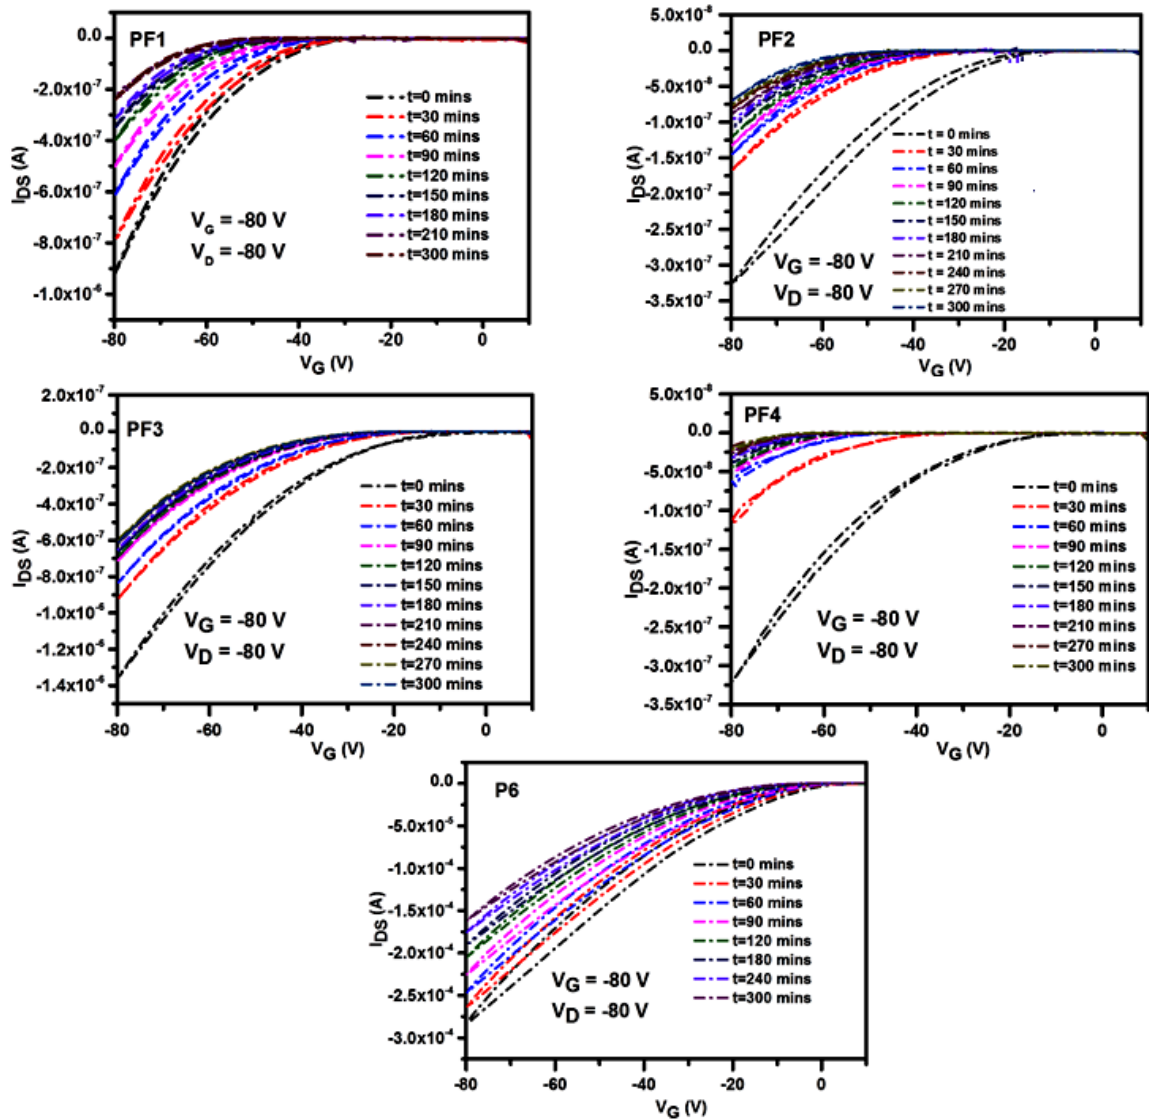 PF1
0.0
-2.0x10⁻⁷
-4.0x10⁻⁷
-6.0x10⁻⁷
-8.0x10⁻⁷
-1.0x10⁻⁶
I_DS (A)
V_G = -80 V
V_D = -80 V
t=0 mins
t=30 mins
t=60 mins
t=90 mins
t=120 mins
t=150 mins
t=180 mins
t=210 mins
t=300 mins
-80 -60 -40 -20 0
V_G (V)
PF2
5.0x10⁻⁸
0.0
-5.0x10⁻⁸
-1.0x10⁻⁷
-1.5x10⁻⁷
-2.0x10⁻⁷
-2.5x10⁻⁷
-3.0x10⁻⁷
-3.5x10⁻⁷
I_DS (A)
V_G = -80 V
V_D = -80 V
t = 0 mins
t = 30 mins
t = 60 mins
t = 90 mins
t = 120 mins
t = 150 mins
t = 180 mins
t = 210 mins
t = 240 mins
t = 270 mins
t = 300 mins
-80 -60 -40 -20 0
V_G (V)
PF3
2.0x10⁻⁷
0.0
-2.0x10⁻⁷
-4.0x10⁻⁷
-6.0x10⁻⁷
-8.0x10⁻⁷
-1.0x10⁻⁶
-1.2x10⁻⁶
-1.4x10⁻⁶
I_DS (A)
V_G = -80 V
V_D = -80 V
t=0 mins
t=30 mins
t=60 mins
t=90 mins
t=120 mins
t=150 mins
t=180 mins
t=210 mins
t=240 mins
t=270 mins
t=300 mins
-80 -60 -40 -20 0
V_G (V)
PF4
5.0x10⁻⁸
0.0
-5.0x10⁻⁸
-1.0x10⁻⁷
-1.5x10⁻⁷
-2.0x10⁻⁷
-2.5x10⁻⁷
-3.0x10⁻⁷
-3.5x10⁻⁷
I_DS (A)
V_G = -80 V
V_D = -80 V
t=0 mins
t=30 mins
t=60 mins
t=90 mins
t=120 mins
t=150 mins
t=180 mins
t=210 mins
t=270 mins
t=300 mins
-80 -60 -40 -20 0
V_G (V)
P6
0.0
-5.0x10⁻⁵
-1.0x10⁻⁴
-1.5x10⁻⁴
-2.0x10⁻⁴
-2.5x10⁻⁴
-3.0x10⁻⁴
I_DS (A)
V_G = -80 V
V_D = -80 V
t=0 mins
t=30 mins
t=60 mins
t=90 mins
t=120 mins
t=180 mins
t=240 mins
t=300 mins
-80 -60 -40 -20 0
V_G (V)